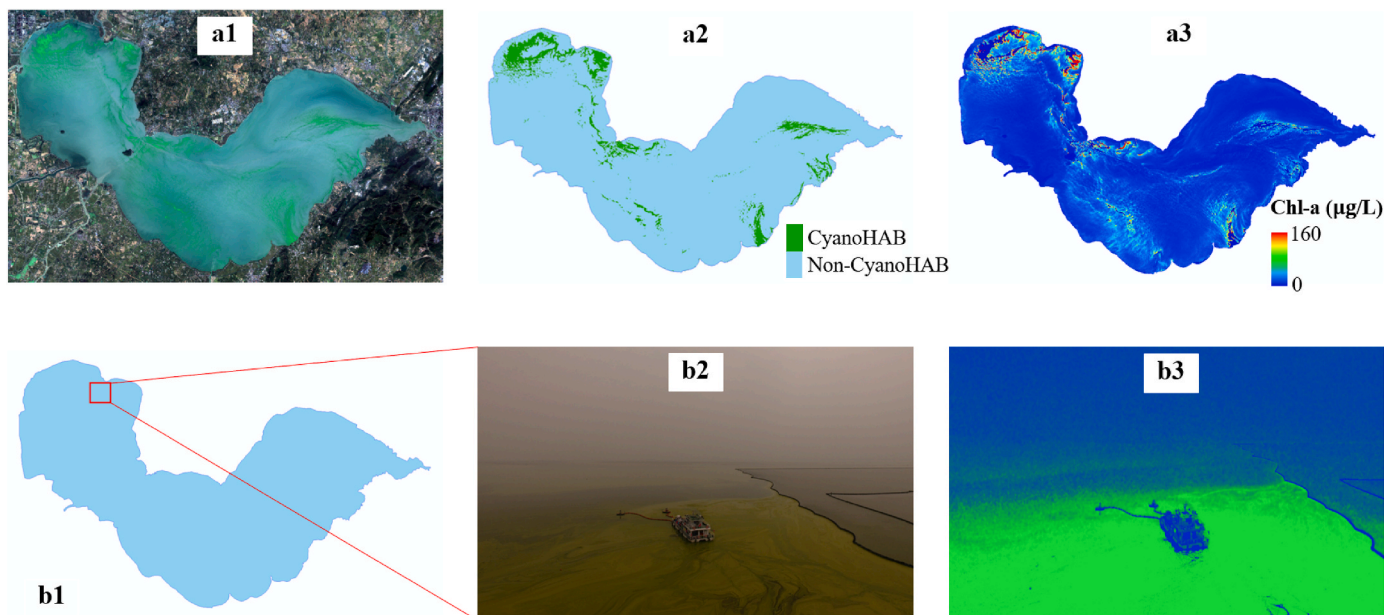 a1
a2
a3
CyanoHAB
Non-CyanoHAB
Chl-a (µg/L)
160
0
b1
b2
b3